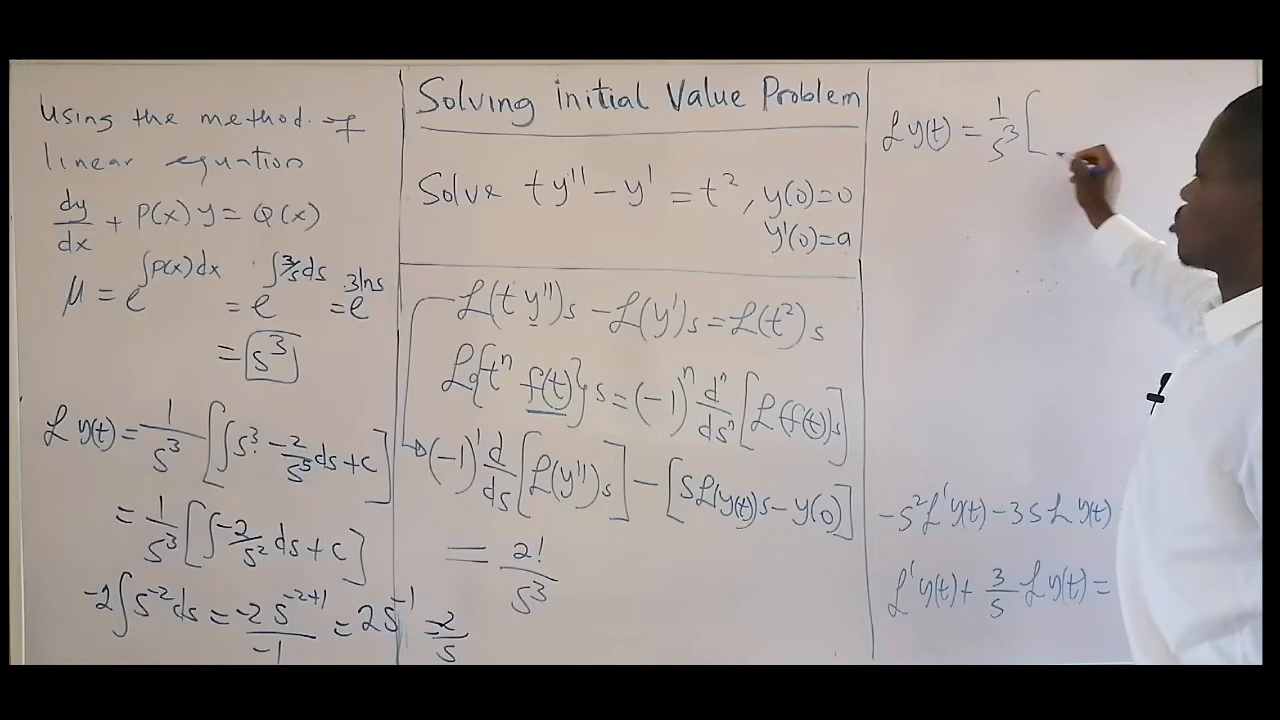 Using the method of
linear equation
dy/dx + P(x)y = Q(x)
μ = e^∫p(x)dx = e^∫3/s ds = e^3lns
= s³
ℒ y(t) = 1/s³ [∫s³. -2/s⁵ ds + c]
= 1/s³ [∫-2/s² ds + c]
-2∫s⁻² ds = -2s⁻²⁺¹/-1 = 2s⁻¹ = 2/s
Solving initial Value Problem
Solve ty'' - y' = t², y(0)=0
y'(0)=a
ℒ(ty'')s - ℒ(y')s = ℒ(t²)s
ℒ{tⁿ f(t)}s = (-1)ⁿ dⁿ/dsⁿ [ℒ(f(t))s]
(-1)' d/ds [ℒ(y'')s] - [Sℒ(y(t))s - y(0)]
= 2!/s³
ℒ y(t) = 1/s³ [
-s²ℒ'y(t) - 3sℒ y(t)
ℒ'y(t) + 3/s ℒ y(t) =